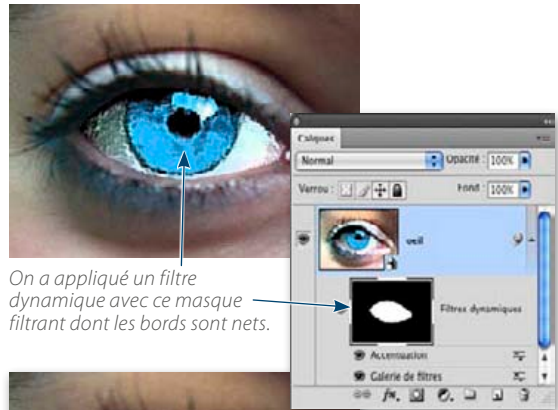 Calques
Normal
Opacité : 100%
Verrou :
Fond : 100%
oeil
On a appliqué un filtre
dynamique avec ce masque
filtrant dont les bords sont nets.
Filtres dynamiques
Accentuation
Galerie de filtres
fx